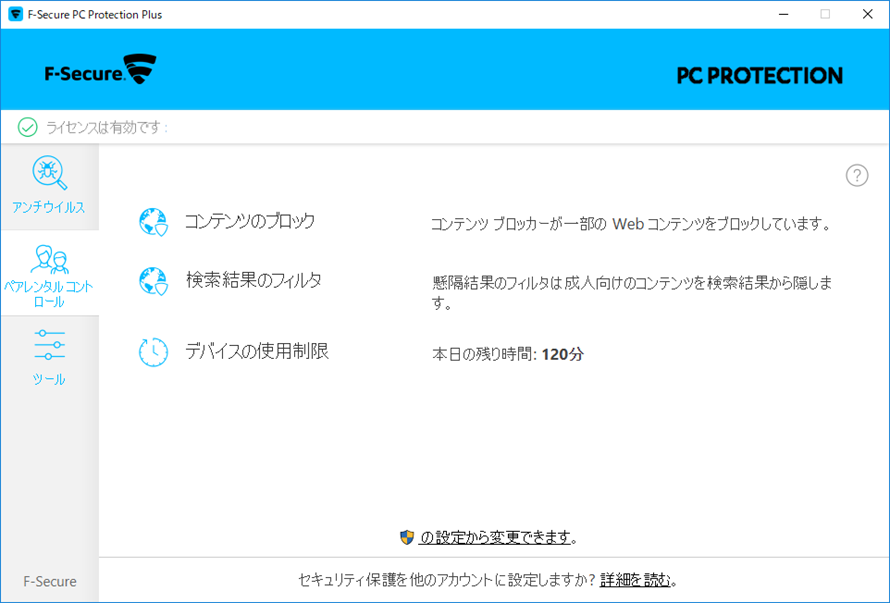 F-Secure PC Protection Plus
F-Secure
PC PROTECTION
ライセンスは有効です :
アンチウイルス
ペアレンタル コント
ロール
ツール
F-Secure
?
コンテンツのブロック
コンテンツ ブロッカーが一部の Web コンテンツをブロックしています。
検索結果のフィルタ
懸隔結果のフィルタは成人向けのコンテンツを検索結果から隠しま
す。
デバイスの使用制限
本日の残り時間: 120分
の設定から変更できます。
セキュリティ保護を他のアカウントに設定しますか? 詳細を読む。